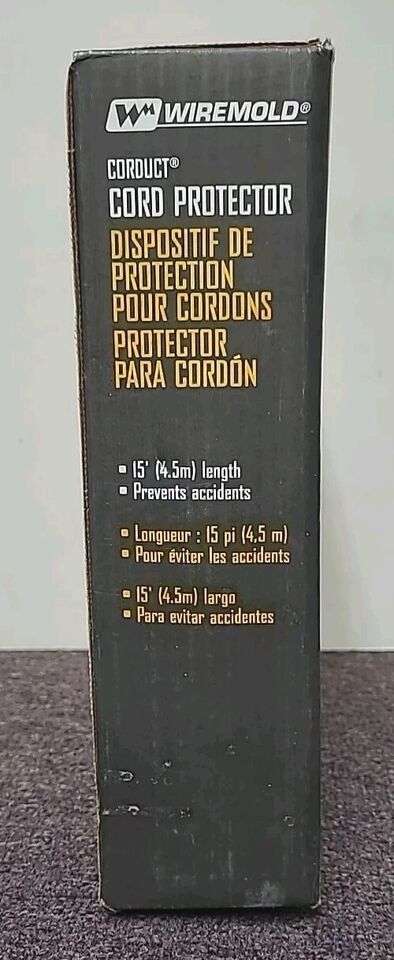 WM WIREMOLD®
CORDUCT®
CORD PROTECTOR
DISPOSITIF DE
PROTECTION
POUR CORDONS
PROTECTOR
PARA CORDÓN
▪ 15' (4.5m) length
▪ Prevents accidents
▪ Longueur : 15 pi (4,5 m)
▪ Pour éviter les accidents
▪ 15' (4.5m) largo
▪ Para evitar accidentes